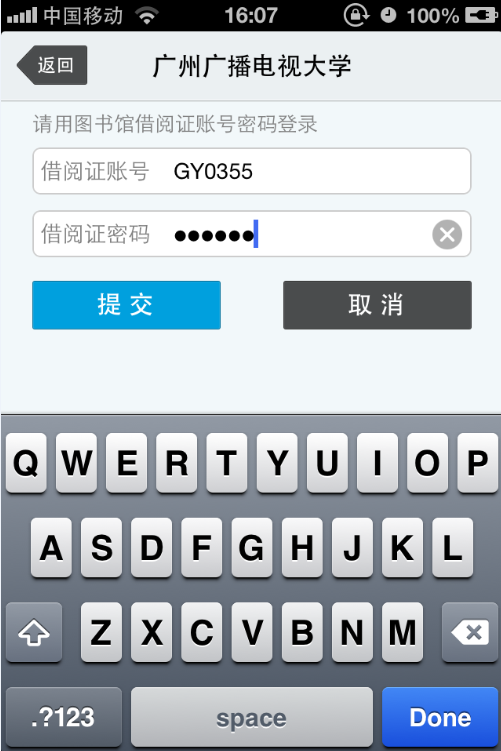 中国移动 16:07 100%
返回 广州广播电视大学
请用图书馆借阅证账号密码登录
借阅证账号 GY0355
借阅证密码 ●●●●●●
提交 取消
Q W E R T Y U I O P
A S D F G H J K L
Z X C V B N M
.?123 space Done